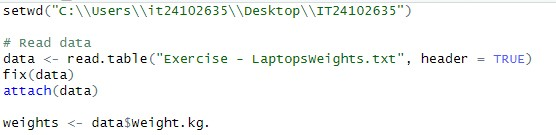 setwd("C:\\Users\\it24102635\\Desktop\\IT24102635")
# Read data
data <- read.table("Exercise - LaptopsWeights.txt", header = TRUE)
fix(data)
attach(data)
weights <- data$weight.kg.